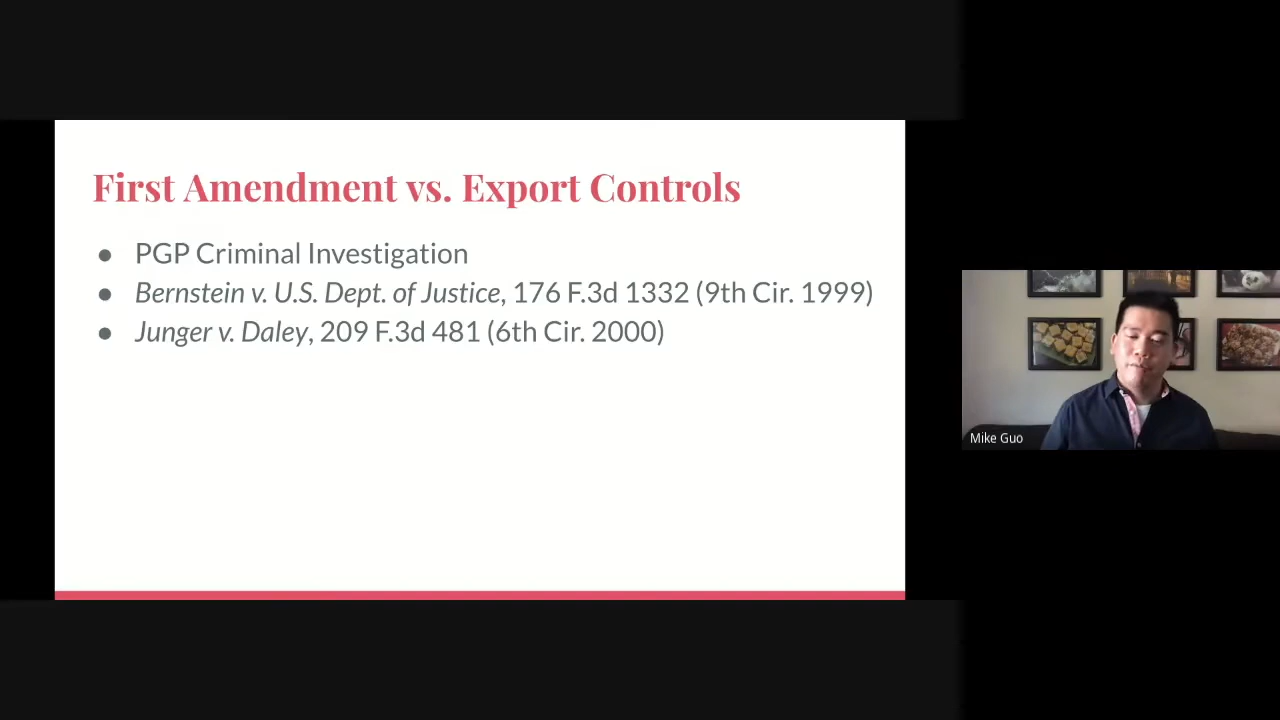 First Amendment vs. Export Controls
● PGP Criminal Investigation
● Bernstein v. U.S. Dept. of Justice, 176 F.3d 1332 (9th Cir. 1999)
● Junger v. Daley, 209 F.3d 481 (6th Cir. 2000)
Mike Guo